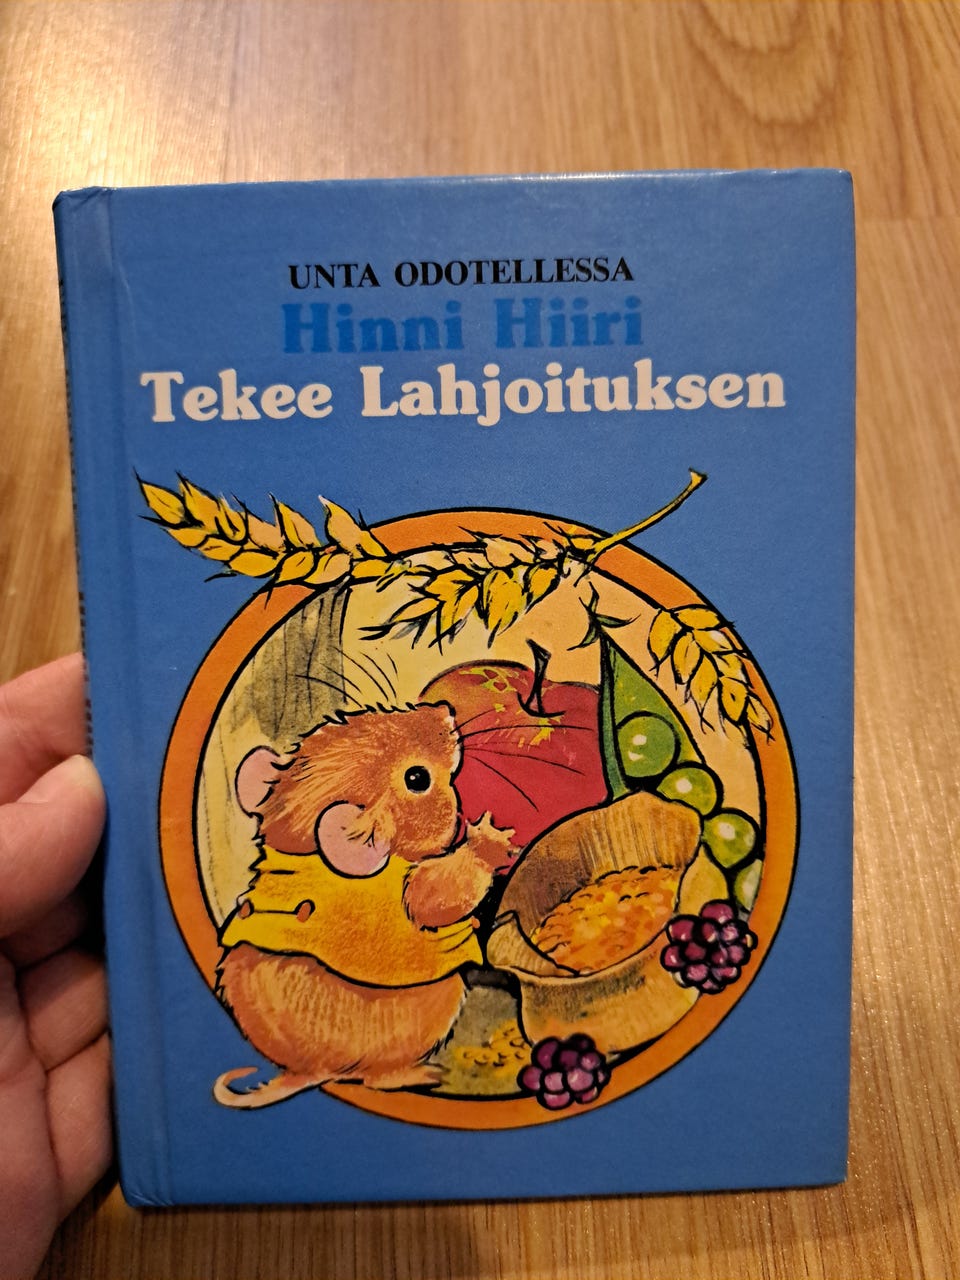 UNTA ODOTELLESSA
Hinni Hiiri
Tekee Lahjoituksen